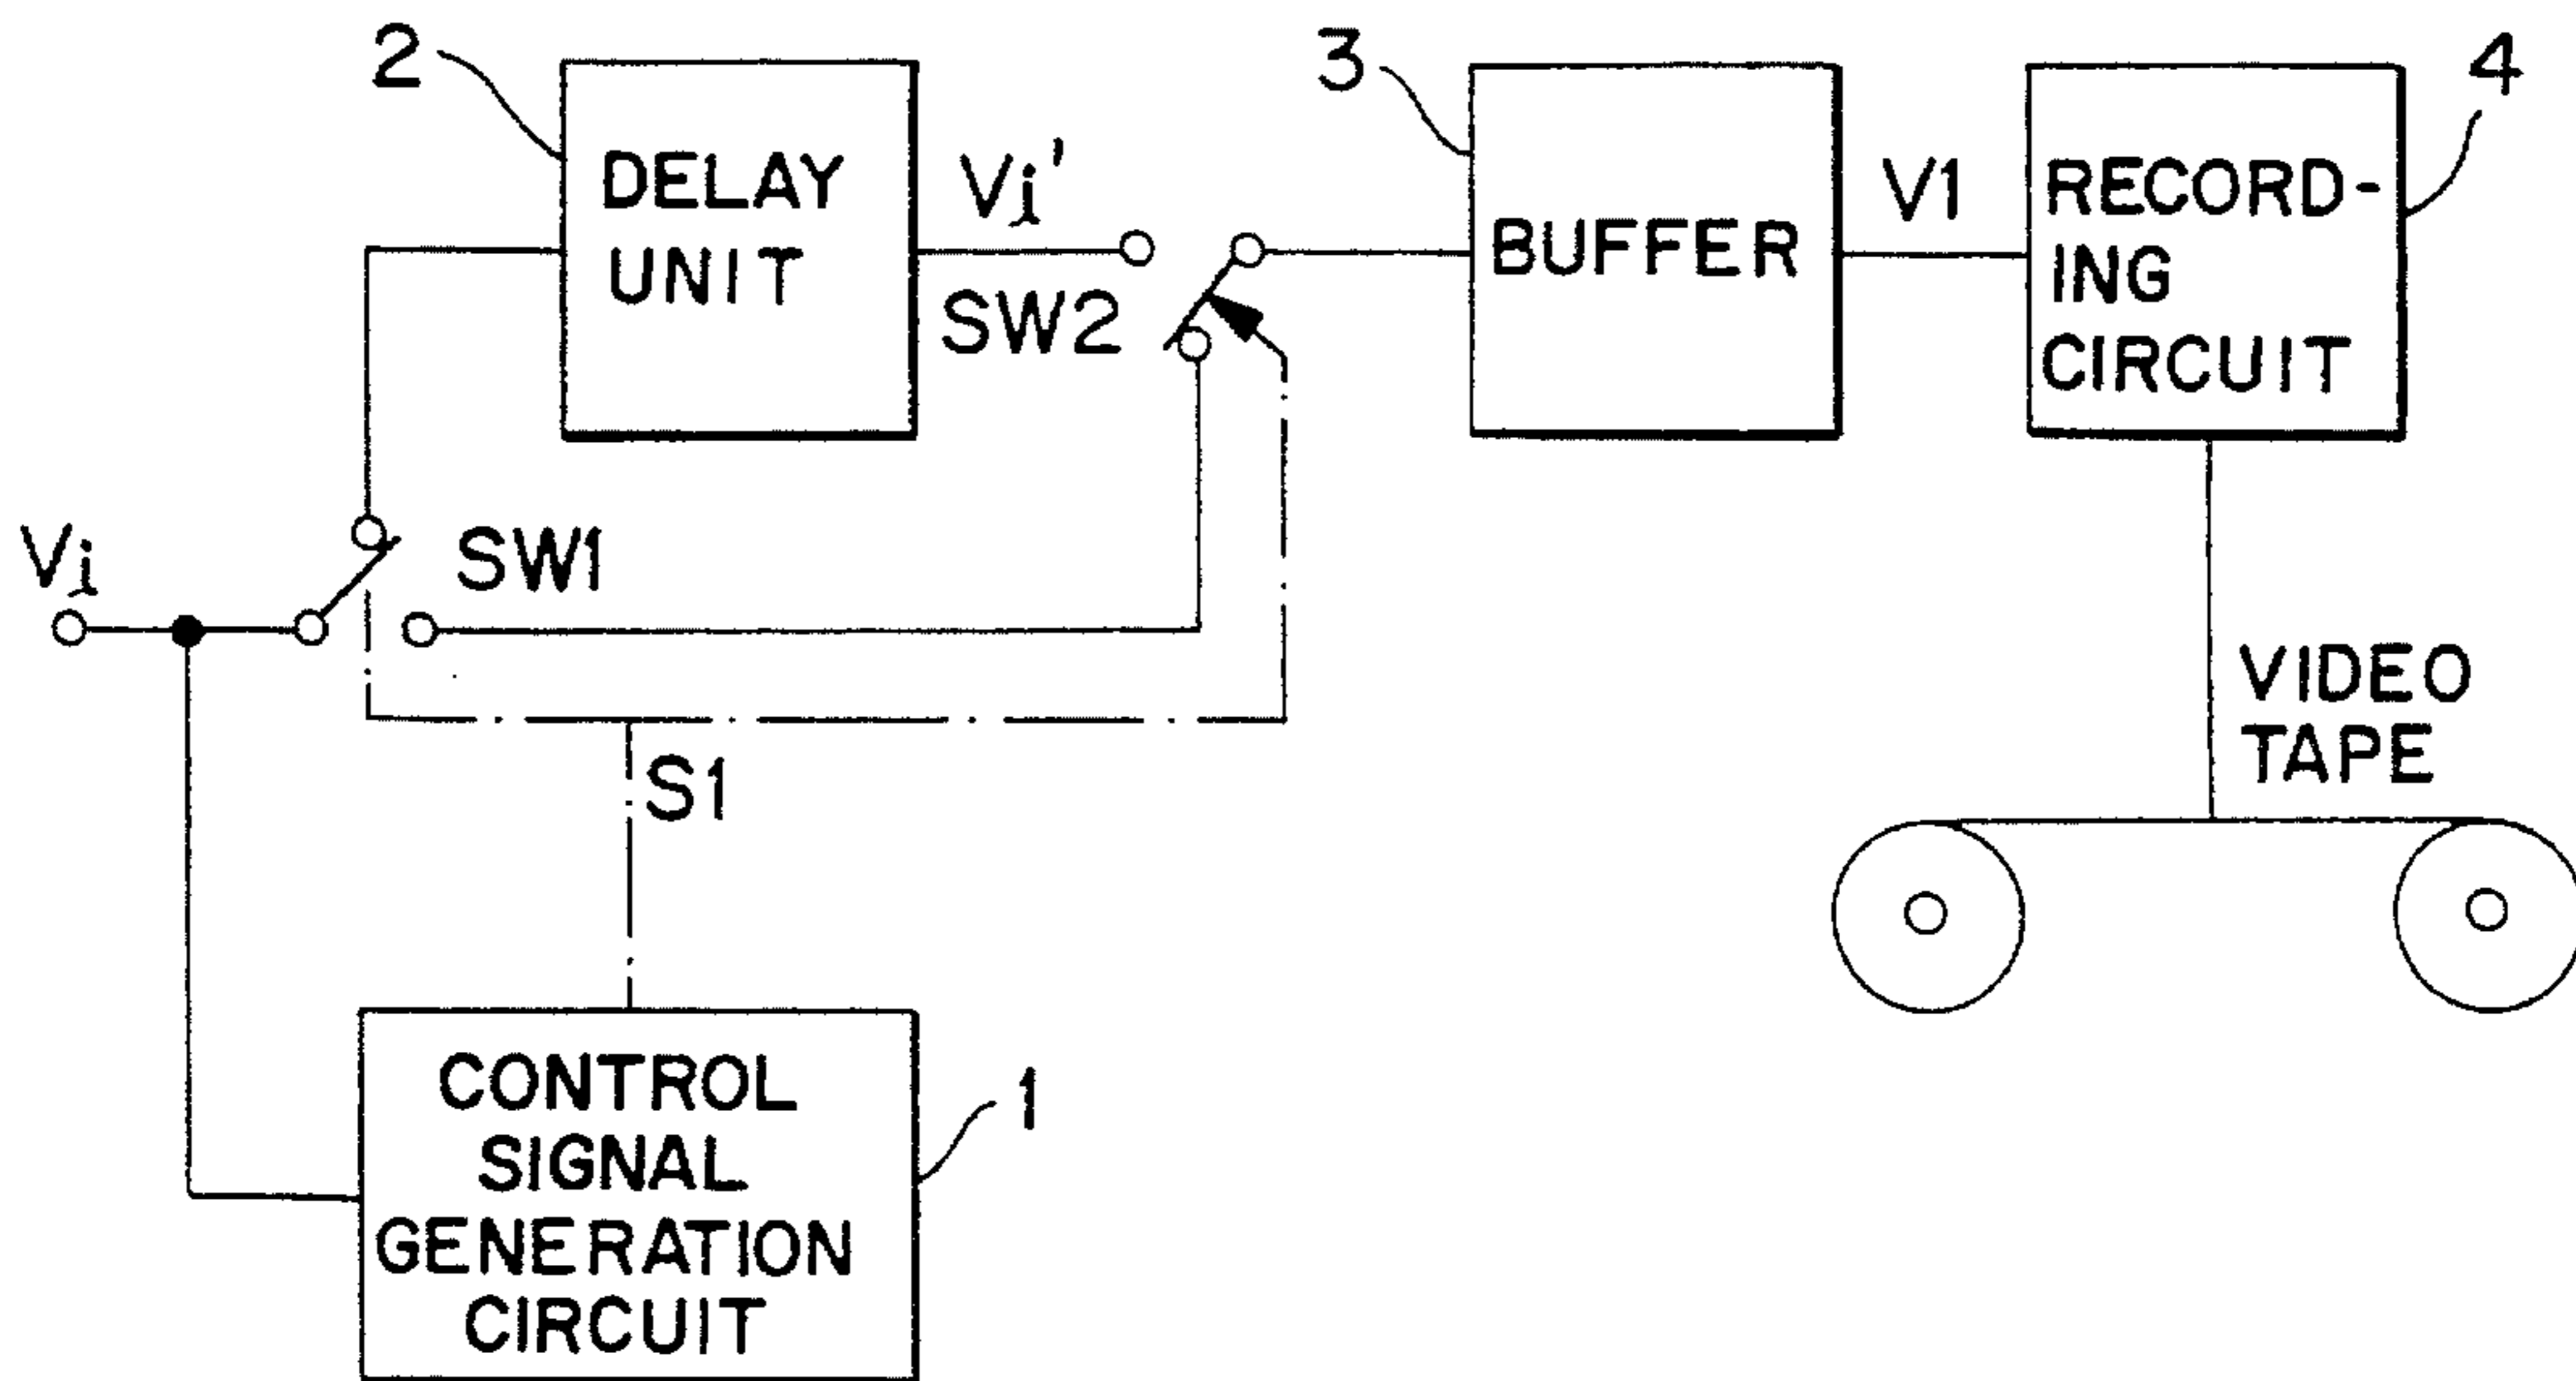 2
DELAY
UNIT
Vi'
SW2
3
BUFFER
V1
4
RECORD-
ING
CIRCUIT
Vi
SW1
S1
VIDEO
TAPE
CONTROL
SIGNAL
GENERATION
CIRCUIT
1